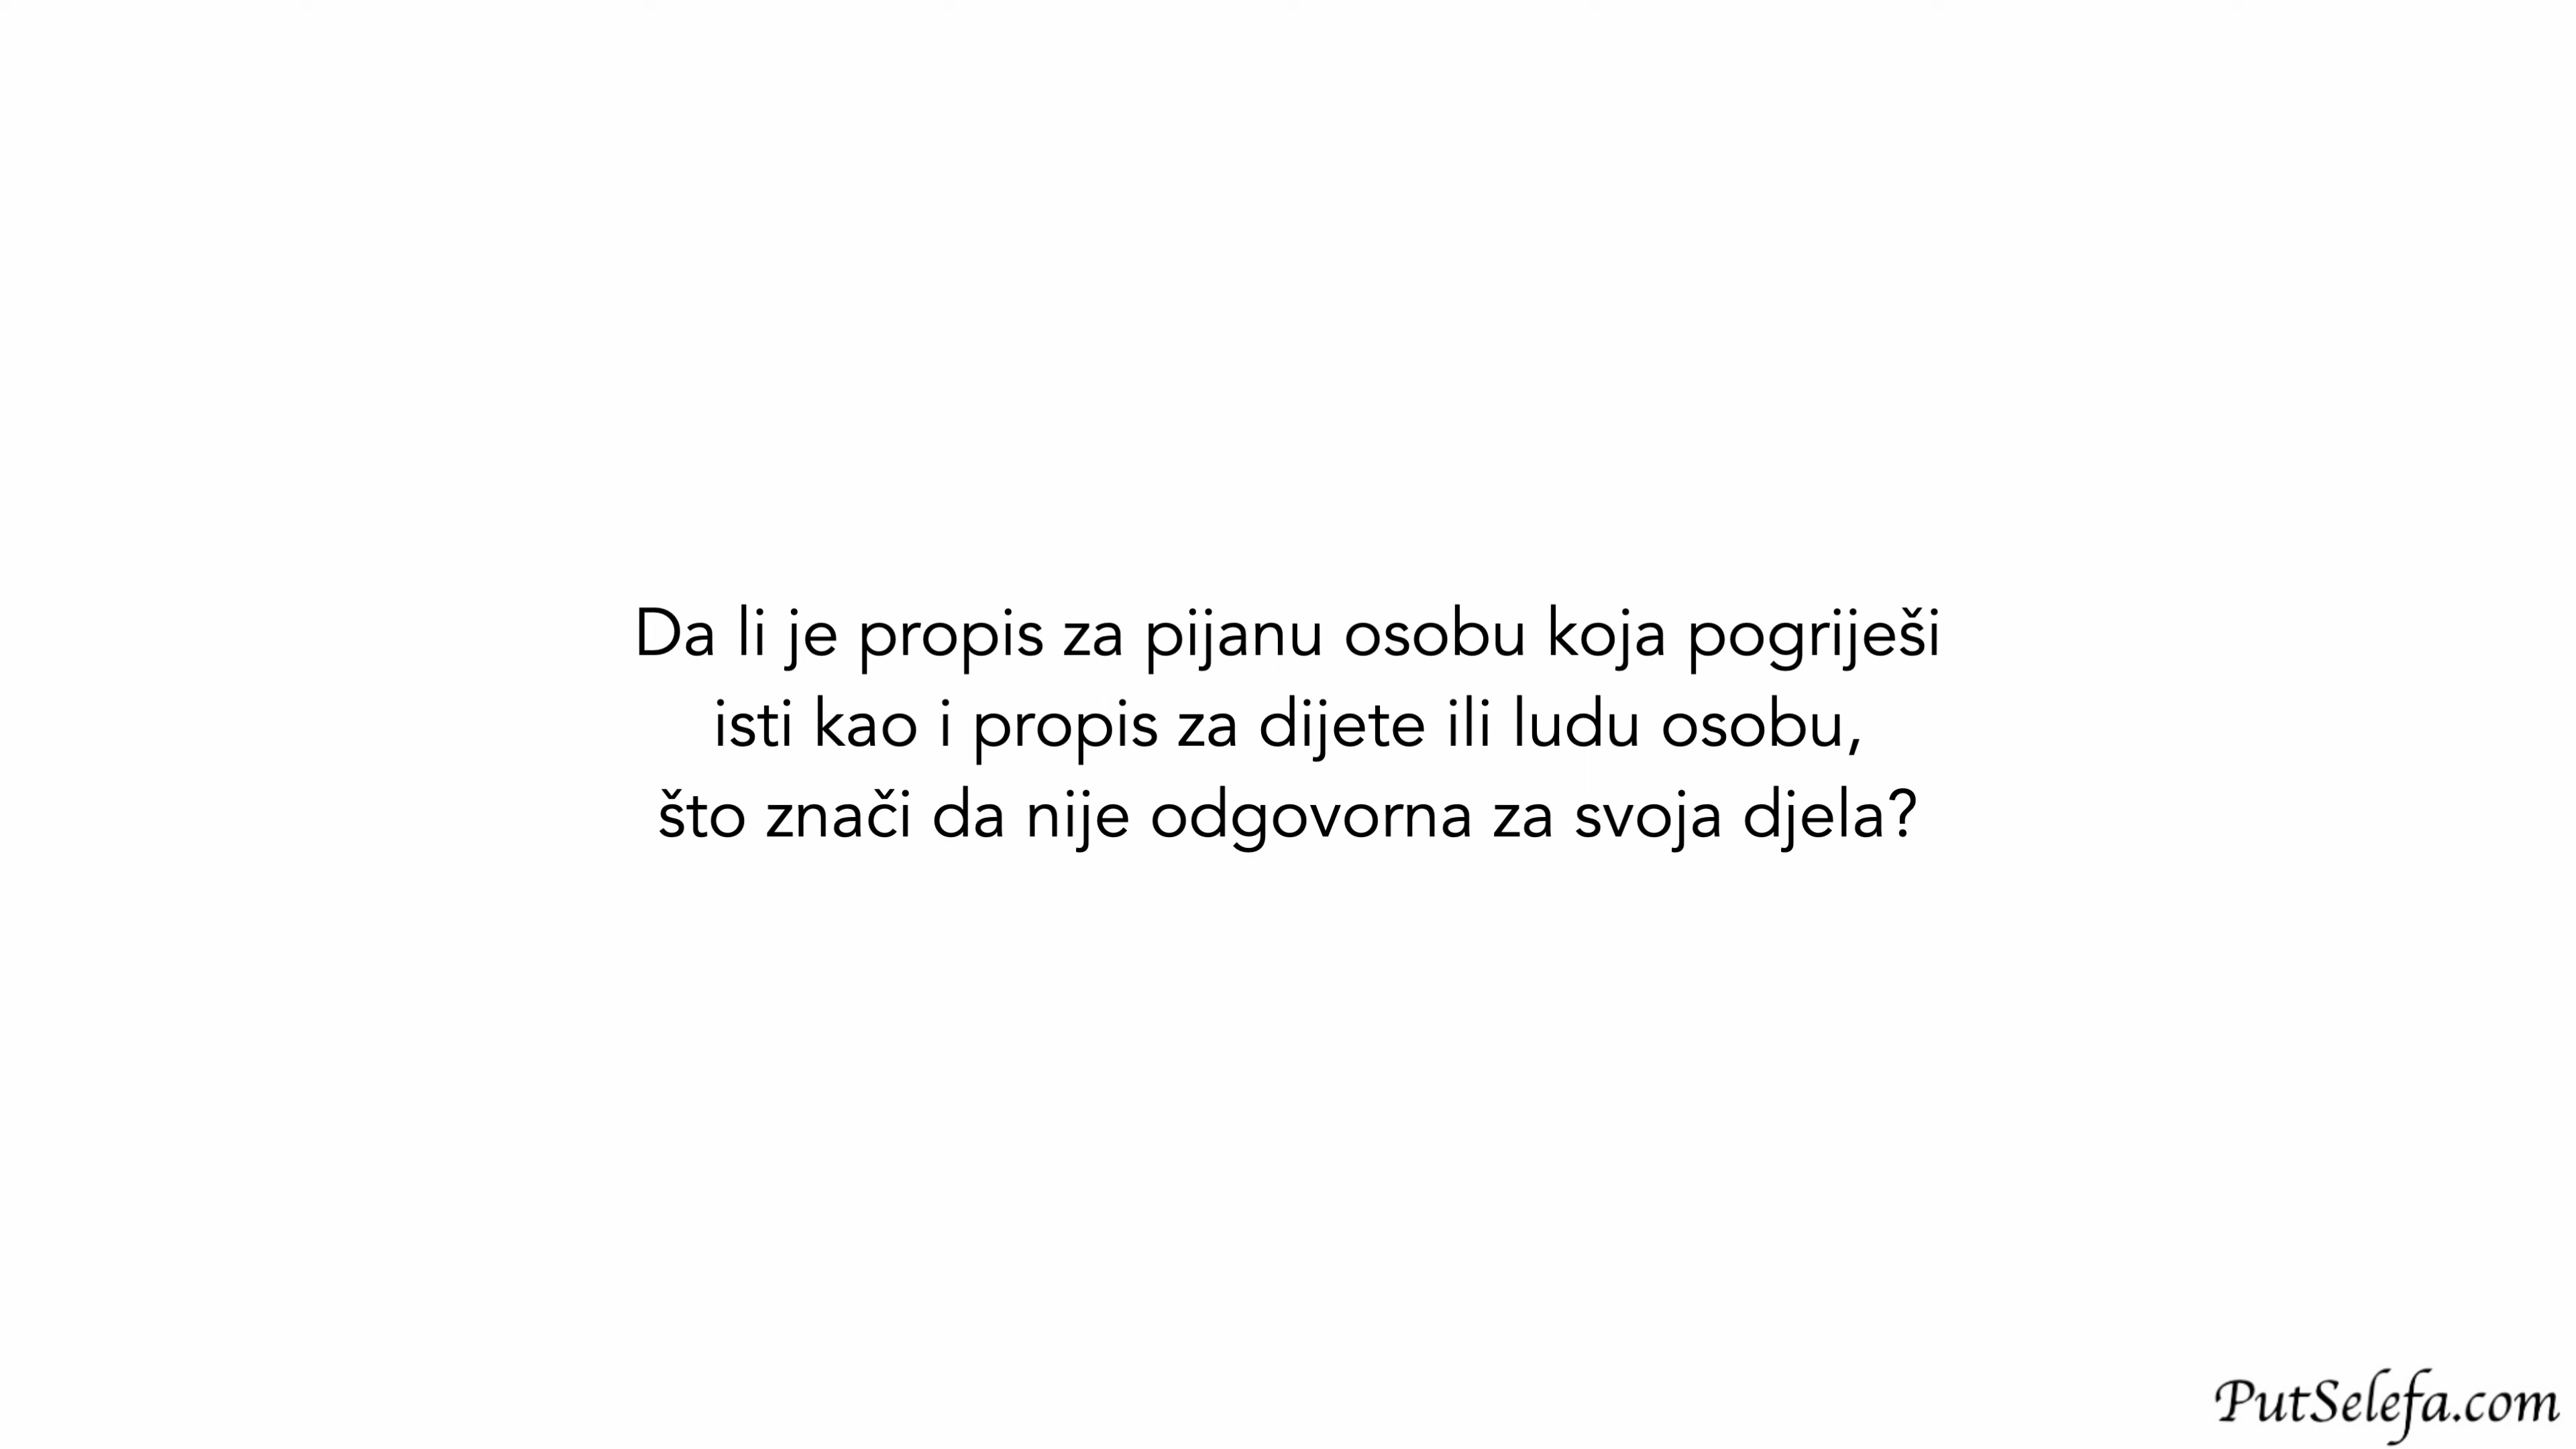 Da li je propis za pijanu osobu koja pogriješi
isti kao i propis za dijete ili ludu osobu,
što znači da nije odgovorna za svoja djela?
PutSelefa.com